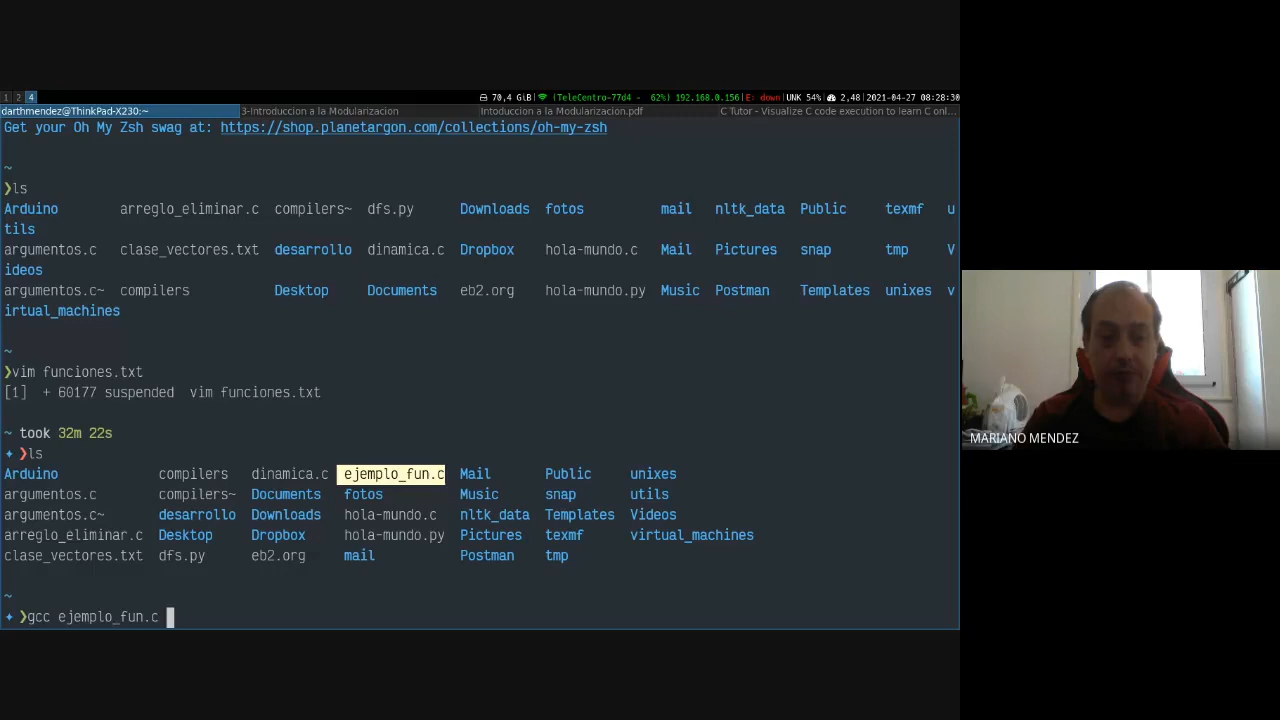 1 2 4
70,4 GiB| (TeleCentro-77d4 - 62%) 192.168.0.156|E: down|UNK 54%| 2,48|2021-04-27 08:28:30
darthmendez@ThinkPad-X230:~ 3-Introduccion a la Modularizacion Intoduccion a la Modularizacion.pdf C Tutor - Visualize C code execution to learn C onl...
Get your Oh My Zsh swag at: https://shop.planetargon.com/collections/oh-my-zsh
~
❯ls
Arduino arreglo_eliminar.c compilers~ dfs.py Downloads fotos mail nltk_data Public texmf u
tils
argumentos.c clase_vectores.txt desarrollo dinamica.c Dropbox hola-mundo.c Mail Pictures snap tmp V
ideos
argumentos.c~ compilers Desktop Documents eb2.org hola-mundo.py Music Postman Templates unixes v
irtual_machines
~
❯vim funciones.txt
[1] + 60177 suspended vim funciones.txt
~ took 32m 22s
✦ ❯ls
Arduino compilers dinamica.c ejemplo_fun.c Mail Public unixes
argumentos.c compilers~ Documents fotos Music snap utils
argumentos.c~ desarrollo Downloads hola-mundo.c nltk_data Templates Videos
arreglo_eliminar.c Desktop Dropbox hola-mundo.py Pictures texmf virtual_machines
clase_vectores.txt dfs.py eb2.org mail Postman tmp
~
✦ ❯gcc ejemplo_fun.c
MARIANO MENDEZ